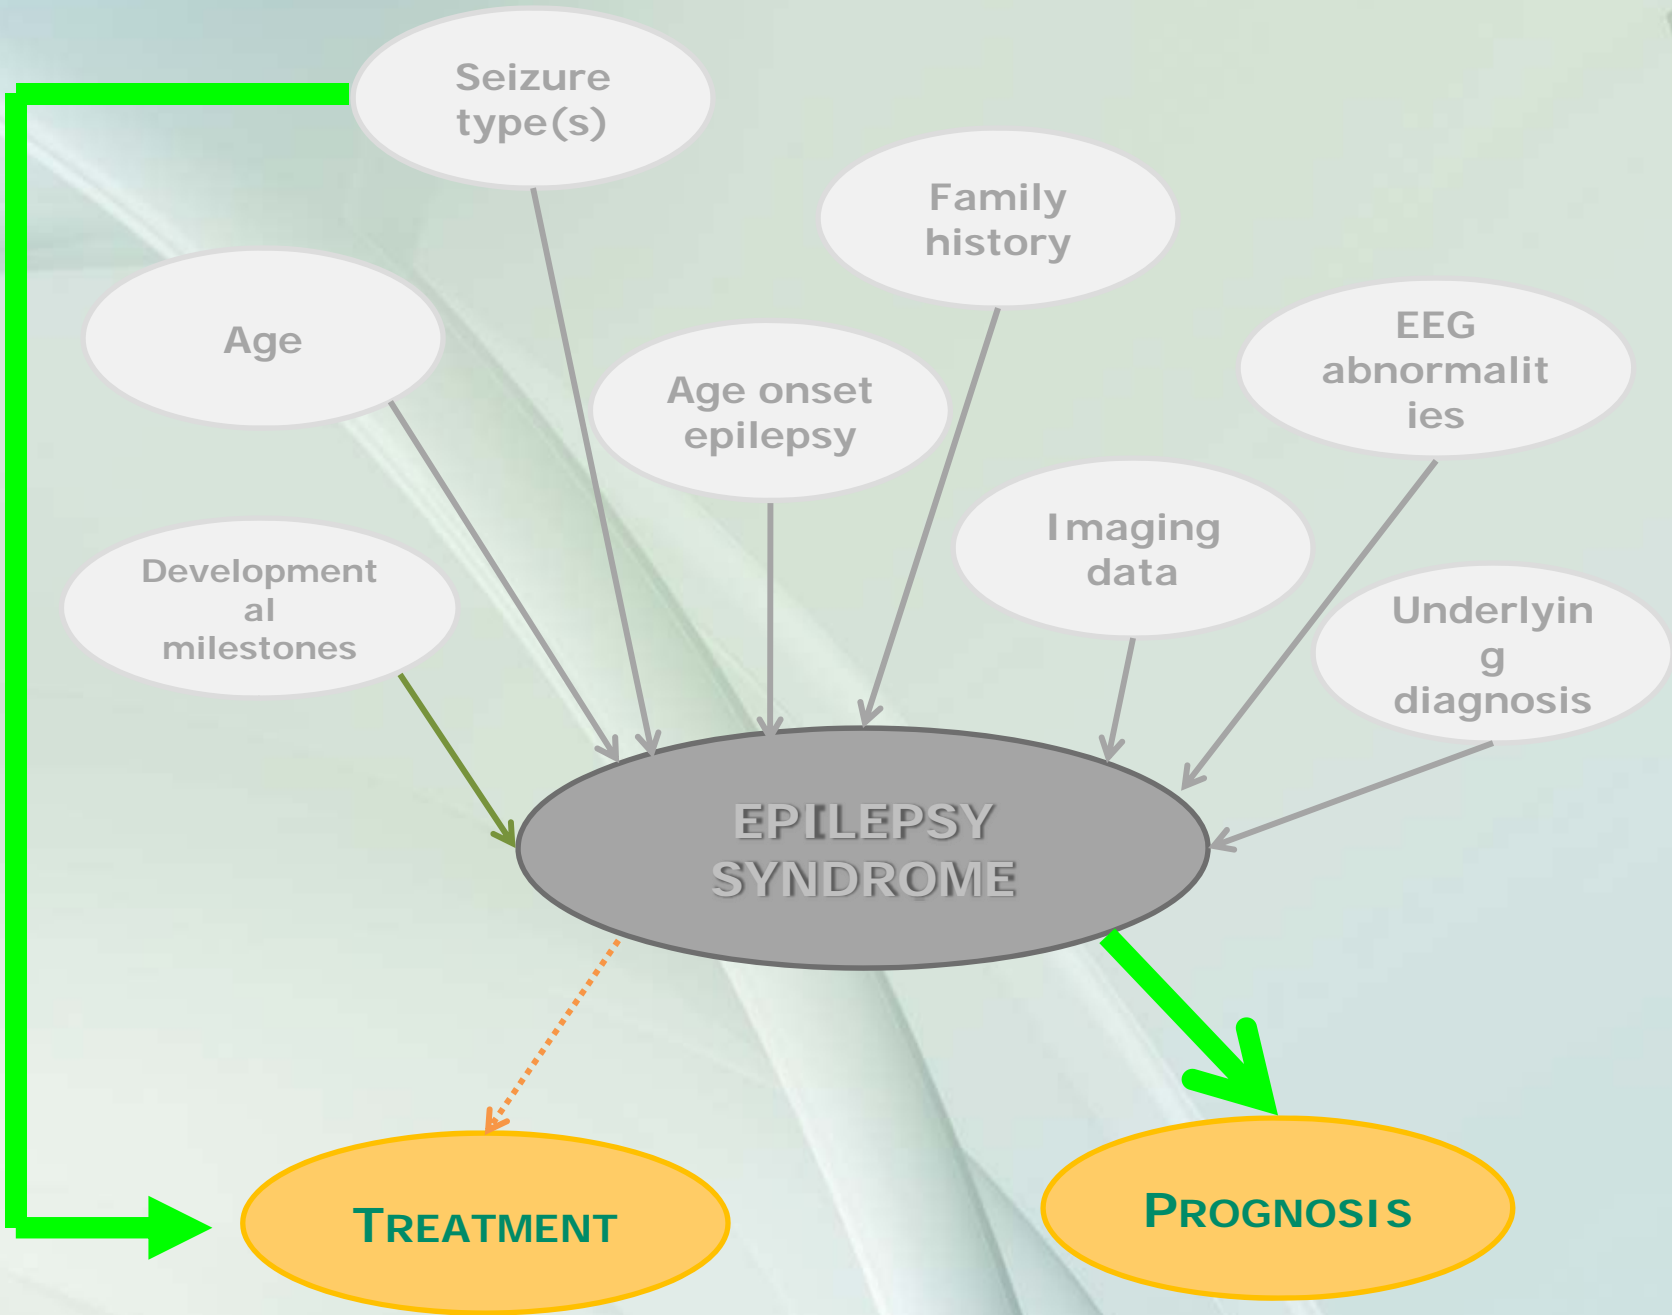 Seizure
type(s)
Family
history
Age
EEG
abnormalit
ies
Age onset
epilepsy
Imaging
data
Development
al
milestones
Underlyin
g
diagnosis
EPILEPSY
SYNDROME
TREATMENT
PROGNOSIS